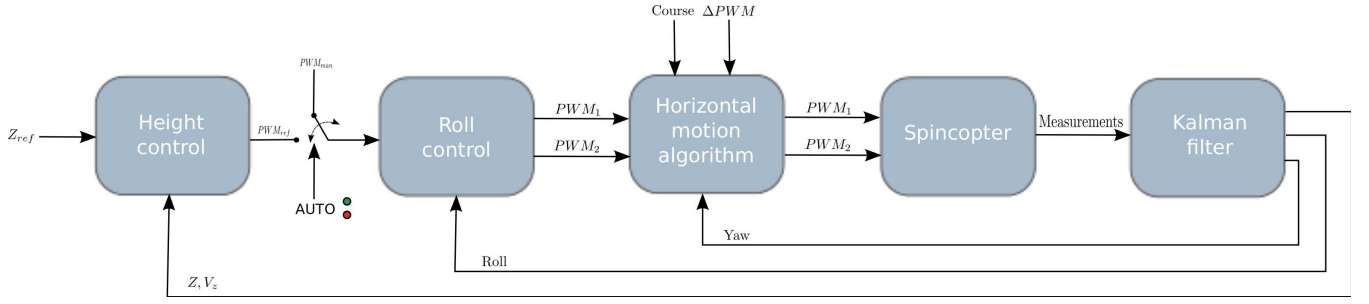 Course ΔPWM
PWM_man
Z_ref
Height
control
PWM_ref
AUTO
Roll
control
PWM_1
PWM_2
Horizontal
motion
algorithm
PWM_1
PWM_2
Spincopter
Measurements
Kalman
filter
Yaw
Roll
Z, V_z